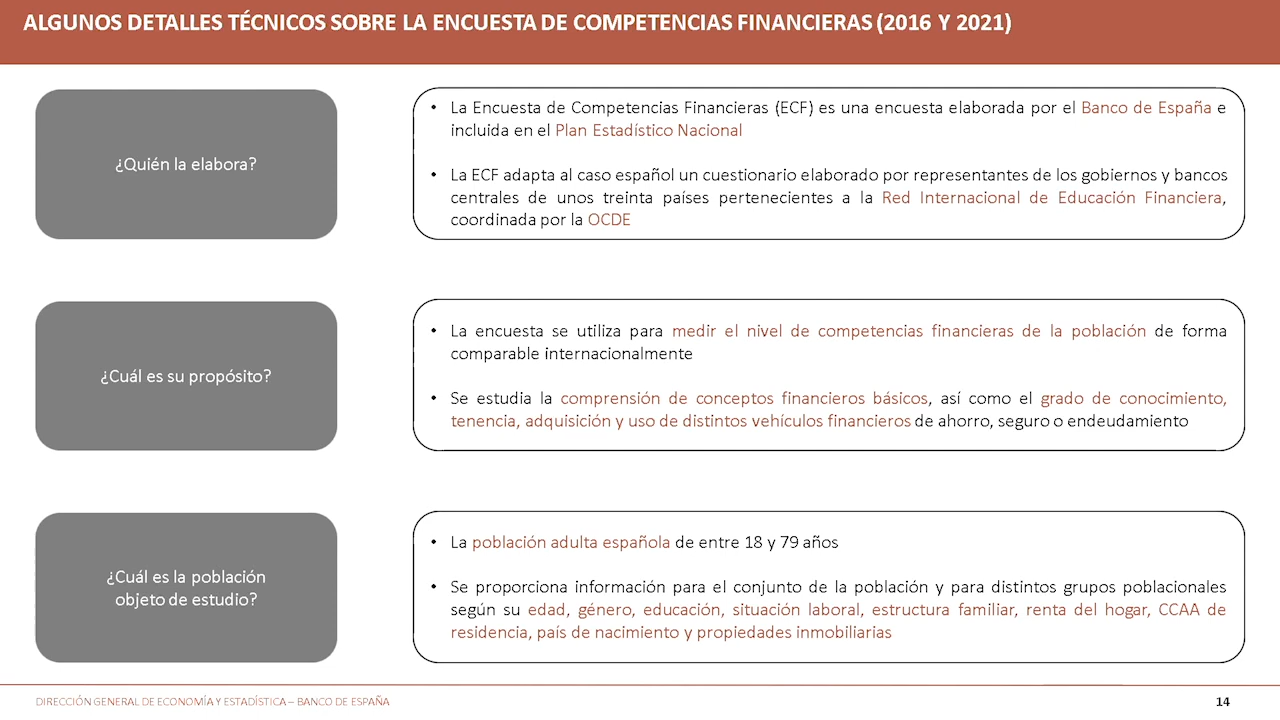 ALGUNOS DETALLES TÉCNICOS SOBRE LA ENCUESTA DE COMPETENCIAS FINANCIERAS (2016 Y 2021)
¿Quién la elabora?
• La Encuesta de Competencias Financieras (ECF) es una encuesta elaborada por el Banco de España e
incluida en el Plan Estadístico Nacional
• La ECF adapta al caso español un cuestionario elaborado por representantes de los gobiernos y bancos
centrales de unos treinta países pertenecientes a la Red Internacional de Educación Financiera,
coordinada por la OCDE
¿Cuál es su propósito?
• La encuesta se utiliza para medir el nivel de competencias financieras de la población de forma
comparable internacionalmente
• Se estudia la comprensión de conceptos financieros básicos, así como el grado de conocimiento,
tenencia, adquisición y uso de distintos vehículos financieros de ahorro, seguro o endeudamiento
¿Cuál es la población
objeto de estudio?
• La población adulta española de entre 18 y 79 años
• Se proporciona información para el conjunto de la población y para distintos grupos poblacionales
según su edad, género, educación, situación laboral, estructura familiar, renta del hogar, CCAA de
residencia, país de nacimiento y propiedades inmobiliarias
DIRECCIÓN GENERAL DE ECONOMÍA Y ESTADÍSTICA – BANCO DE ESPAÑA
14